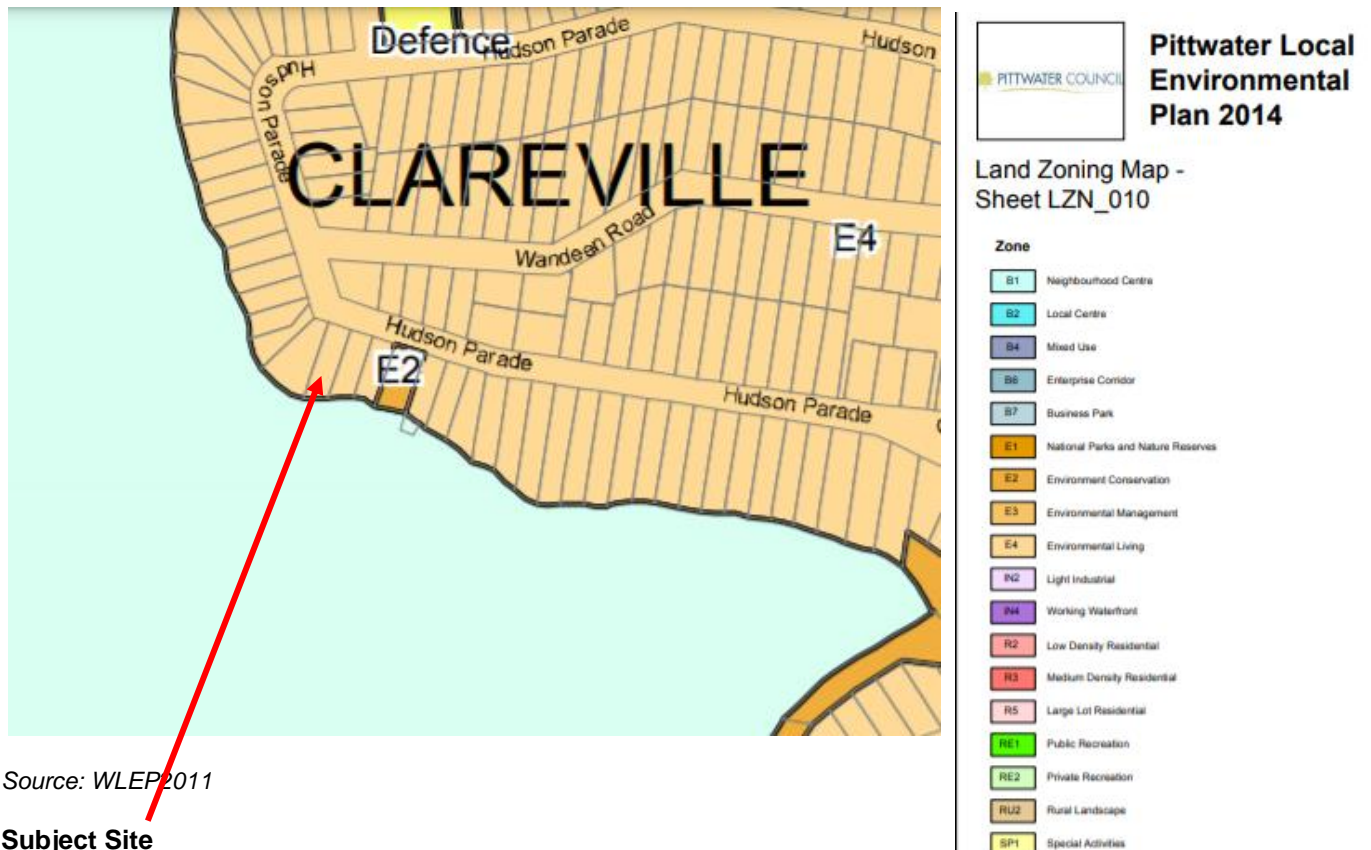 Defence
Hudson Parade
Hudson
Hudson Parade
CLAREVILLE
Wandeen Road
E4
Hudson Parade
E2
Hudson Parade
Source: WLEP2011
Subject Site
PITTWATER COUNCIL
Pittwater Local
Environmental
Plan 2014
Land Zoning Map -
Sheet LZN_010
Zone
B1 Neighbourhood Centre
B2 Local Centre
B4 Mixed Use
B6 Enterprise Corridor
B7 Business Park
E1 National Parks and Nature Reserves
E2 Environment Conservation
E3 Environmental Management
E4 Environmental Living
IN2 Light Industrial
IN4 Working Waterfront
R2 Low Density Residential
R3 Medium Density Residential
R5 Large Lot Residential
RE1 Public Recreation
RE2 Private Recreation
RU2 Rural Landscape
SP1 Special Activities